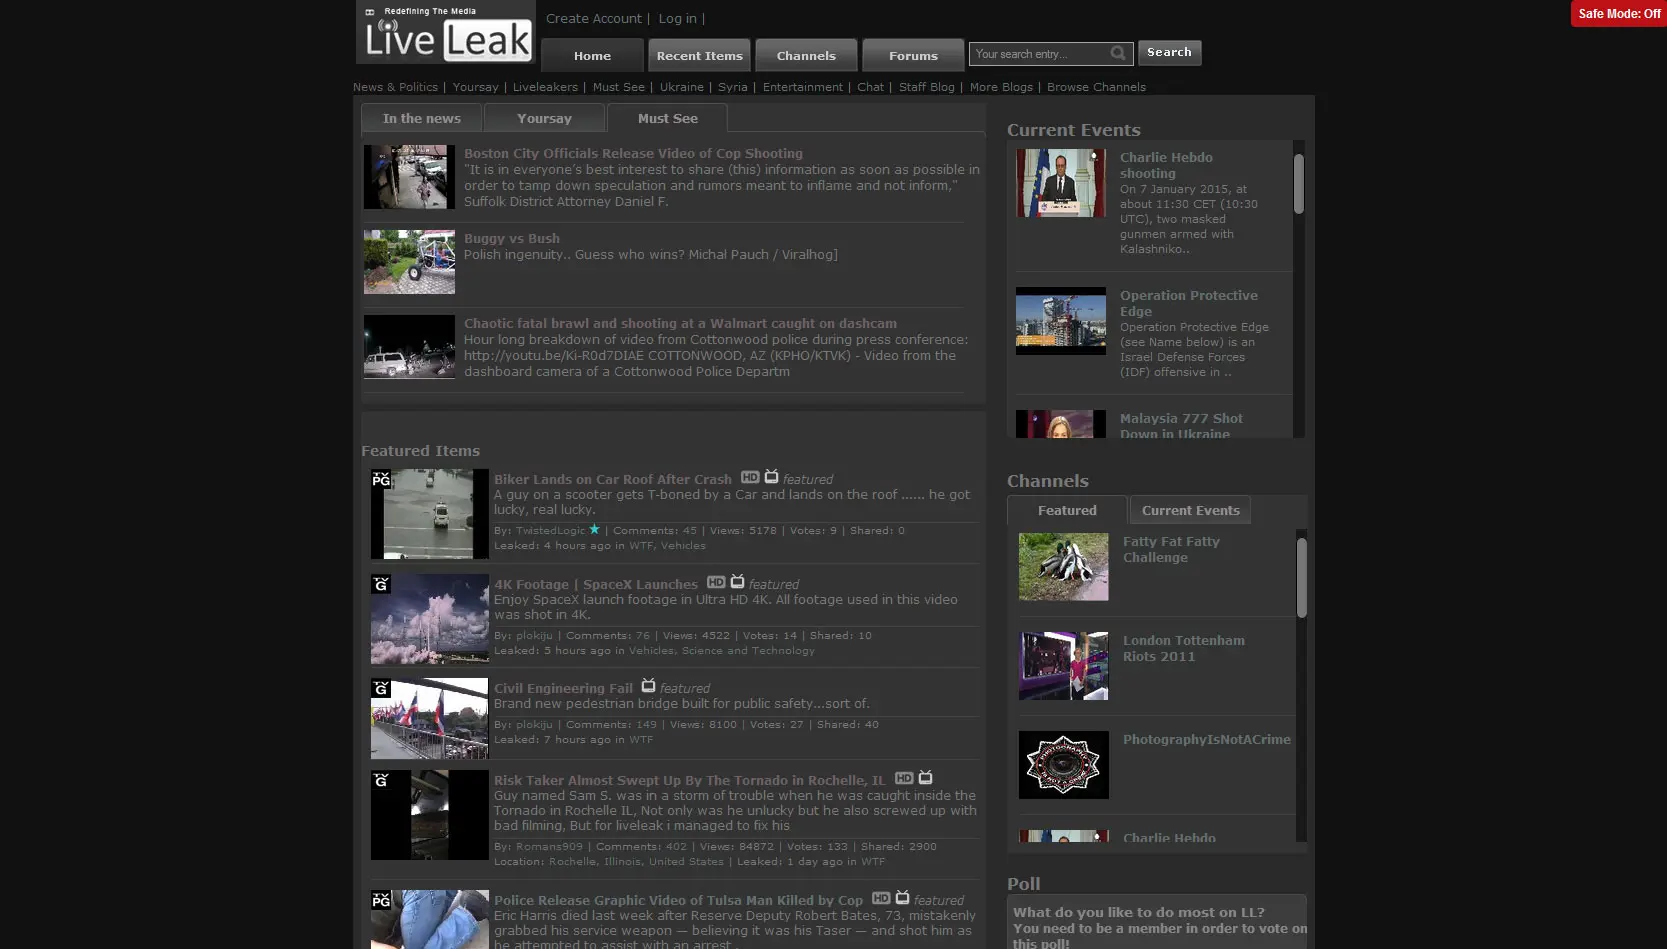 Redefining The Media
LiveLeak
Create Account | Log in |
Safe Mode: Off
Home
Recent Items
Channels
Forums
Your search entry...
Search
News & Politics | Yoursay | Liveleakers | Must See | Ukraine | Syria | Entertainment | Chat | Staff Blog | More Blogs | Browse Channels
In the news
Yoursay
Must See
Boston City Officials Release Video of Cop Shooting
"It is in everyone's best interest to share (this) information as soon as possible in
order to tamp down speculation and rumors meant to inflame and not inform,"
Suffolk District Attorney Daniel F.
Buggy vs Bush
Polish ingenuity.. Guess who wins? Michal Pauch / Viralhog]
Chaotic fatal brawl and shooting at a Walmart caught on dashcam
Hour long breakdown of video from Cottonwood police during press conference:
http://youtu.be/Ki-R0d7DIAE COTTONWOOD, AZ (KPHO/KTVK) - Video from the
dashboard camera of a Cottonwood Police Departm
Featured Items
TV PG
Biker Lands on Car Roof After Crash HD featured
A guy on a scooter gets T-boned by a Car and lands on the roof ...... he got
lucky, real lucky.
By: TwistedLogic | Comments: 45 | Views: 5178 | Votes: 9 | Shared: 0
Leaked: 4 hours ago in WTF, Vehicles
TV G
4K Footage | SpaceX Launches HD featured
Enjoy SpaceX launch footage in Ultra HD 4K. All footage used in this video
was shot in 4K.
By: plokiju | Comments: 76 | Views: 4522 | Votes: 14 | Shared: 10
Leaked: 5 hours ago in Vehicles, Science and Technology
TV G
Civil Engineering Fail featured
Brand new pedestrian bridge built for public safety...sort of.
By: plokiju | Comments: 149 | Views: 8100 | Votes: 27 | Shared: 40
Leaked: 7 hours ago in WTF
TV G
Risk Taker Almost Swept Up By The Tornado in Rochelle, IL HD
Guy named Sam S. was in a storm of trouble when he was caught inside the
Tornado in Rochelle IL, Not only was he unlucky but he also screwed up with
bad filming, But for liveleak i managed to fix his
By: Romans909 | Comments: 402 | Views: 84872 | Votes: 133 | Shared: 2900
Location: Rochelle, Illinois, United States | Leaked: 1 day ago in WTF
TV PG
Police Release Graphic Video of Tulsa Man Killed by Cop HD featured
Eric Harris died last week after Reserve Deputy Robert Bates, 73, mistakenly
grabbed his service weapon — believing it was his Taser — and shot him as
he attempted to assist with an arrest .
Current Events
Charlie Hebdo
shooting
On 7 January 2015, at
about 11:30 CET (10:30
UTC), two masked
gunmen armed with
Kalashniko..
Operation Protective
Edge
Operation Protective Edge
(see Name below) is an
Israel Defense Forces
(IDF) offensive in ..
Malaysia 777 Shot
Down in Ukraine
Channels
Featured
Current Events
Fatty Fat Fatty
Challenge
London Tottenham
Riots 2011
PhotographyIsNotACrime
Charlie Hebdo
Poll
What do you like to do most on LL?
You need to be a member in order to vote on
this poll!